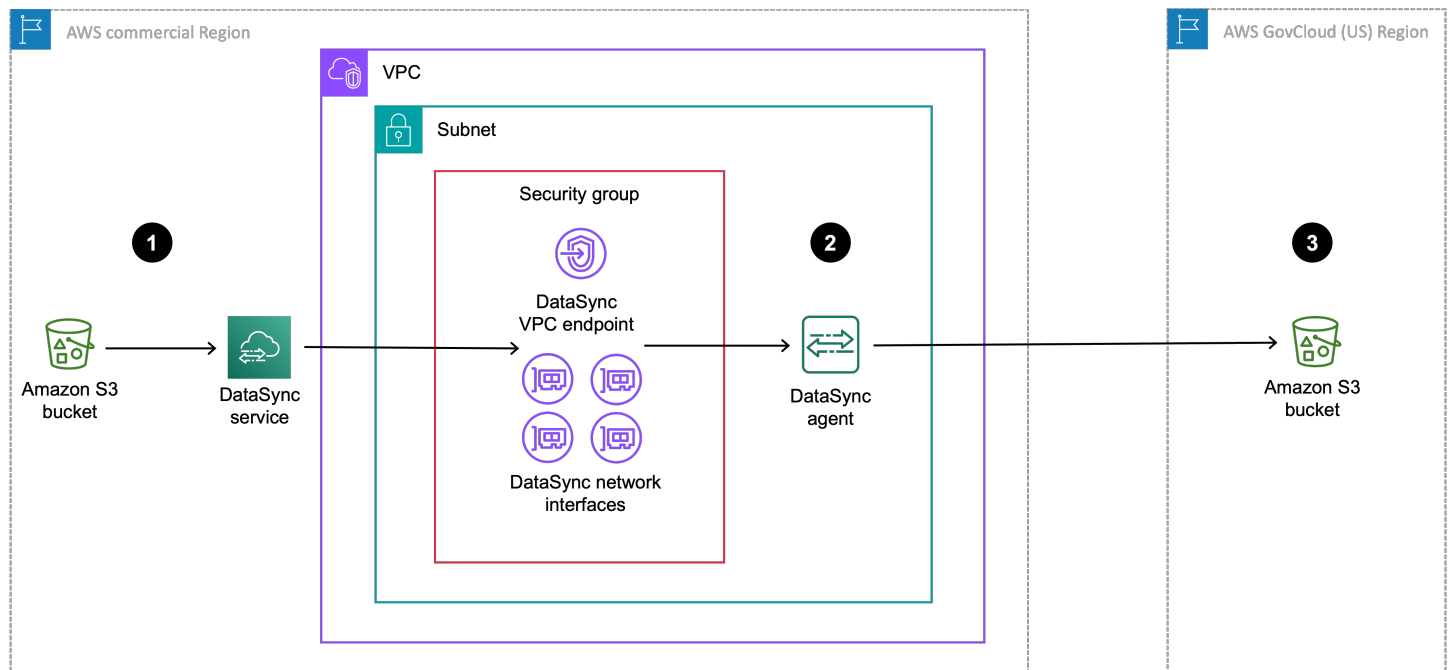 AWS commercial Region
AWS GovCloud (US) Region
VPC
Subnet
Security group
1
2
3
DataSync
VPC endpoint
Amazon S3
bucket
DataSync
service
DataSync
agent
Amazon S3
bucket
DataSync network
interfaces